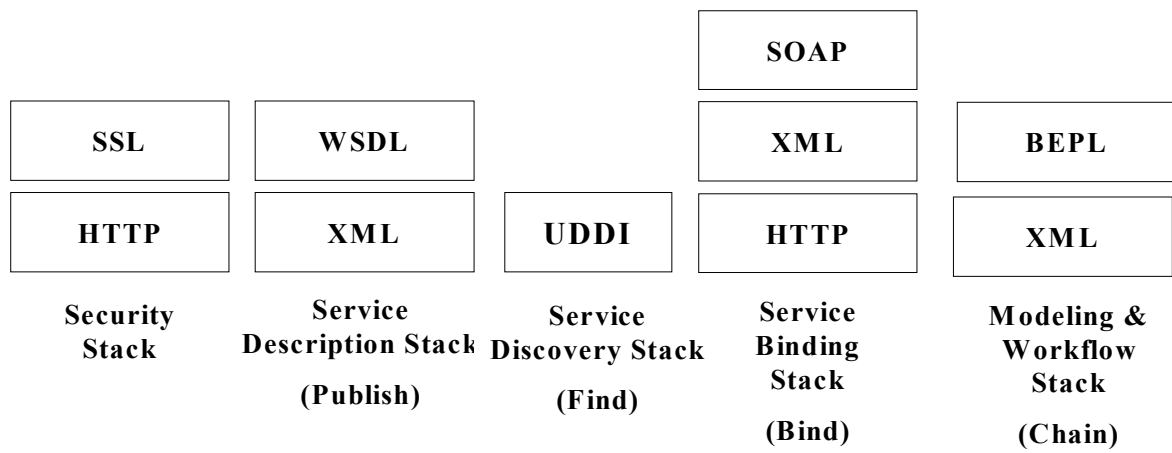 SOAP
SSL
WSDL
XML
BEPL
HTTP
XML
UDDI
HTTP
XML
Security
Stack
Service
Description Stack
(Publish)
Service
Discovery Stack
(Find)
Service
Binding
Stack
(Bind)
Modeling &
Workflow
Stack
(Chain)